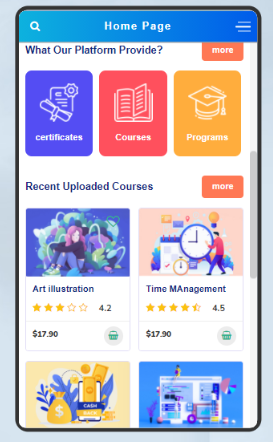 Home Page
What Our Platform Provide?
more
certificates
Courses
Programs
Recent Uploaded Courses
more
Art illustration
Time MAnagement
4.2
4.5
$17.90
$17.90
CASH
BACK